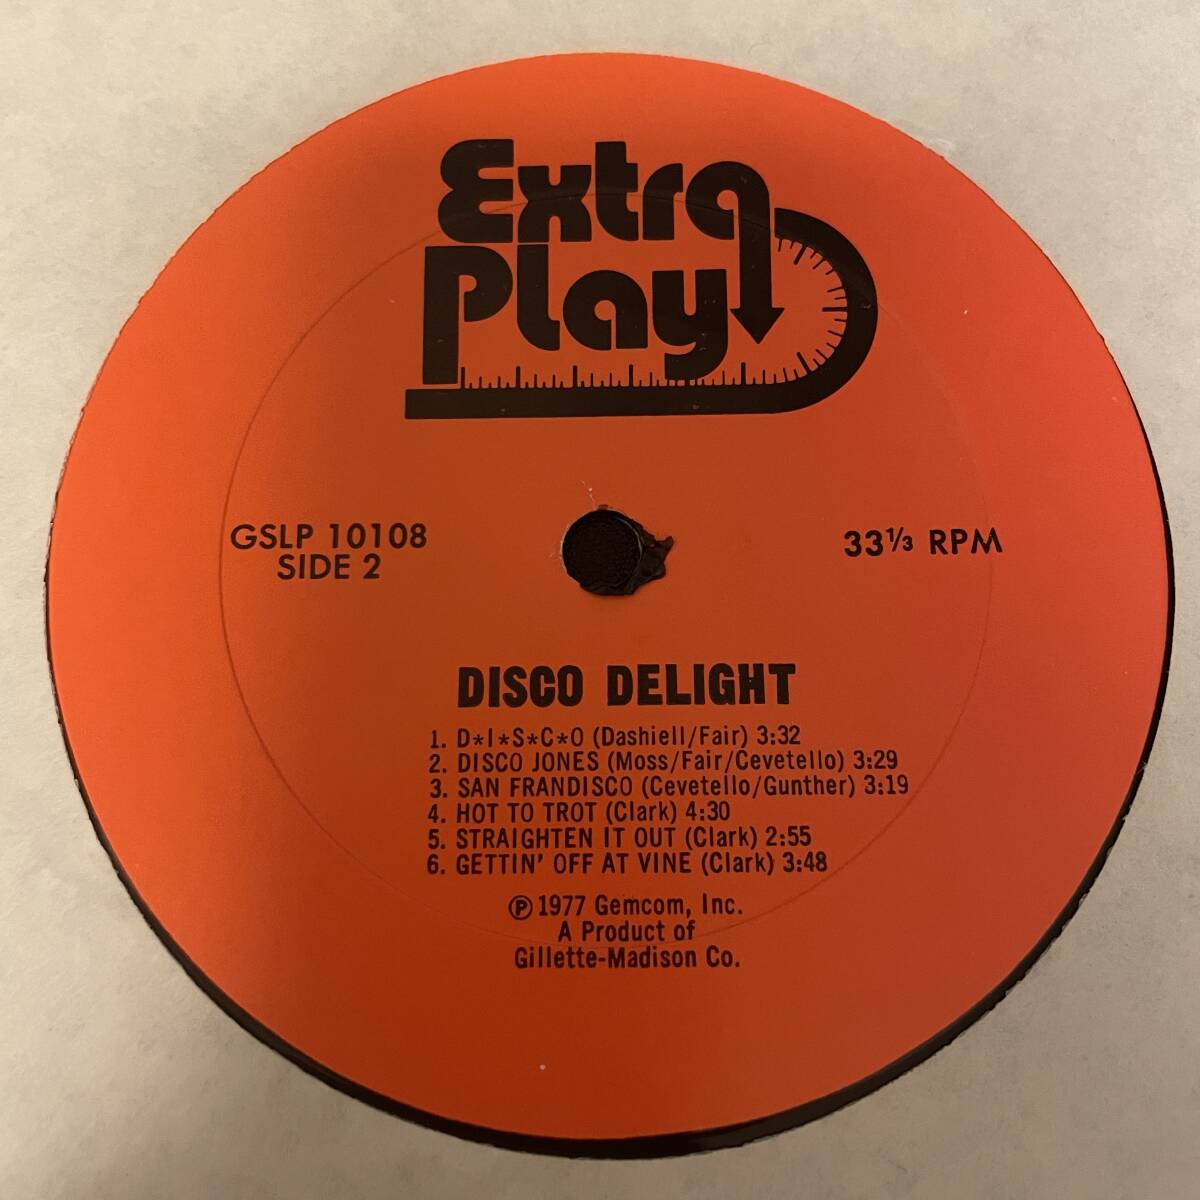 Extra
Play
GSLP 10108
SIDE 2
33 1/3 RPM
DISCO DELIGHT
1. D*I*S*C*O (Dashiell/Fair) 3:32
2. DISCO JONES (Moss/Fair/Cevetello) 3:29
3. SAN FRANDISCO (Cevetello/Gunther) 3:19
4. HOT TO TROT (Clark) 4:30
5. STRAIGHTEN IT OUT (Clark) 2:55
6. GETTIN' OFF AT VINE (Clark) 3:48
℗ 1977 Gemcom, Inc.
A Product of
Gillette-Madison Co.